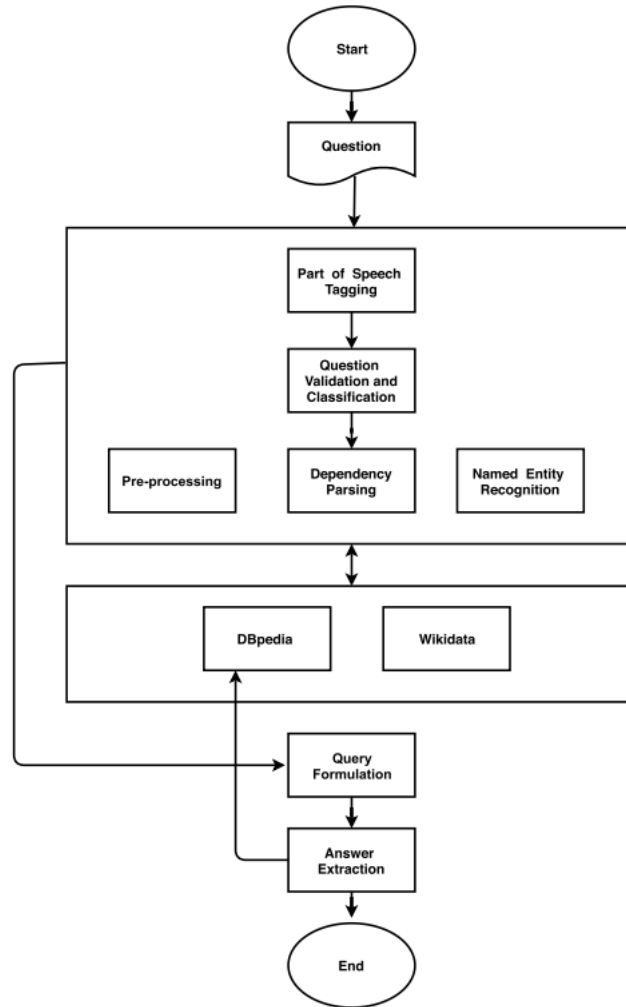 Start
Question
Part of Speech
Tagging
Question
Validation and
Classification
Pre-processing
Dependency
Parsing
Named Entity
Recognition
DBpedia
Wikidata
Query
Formulation
Answer
Extraction
End